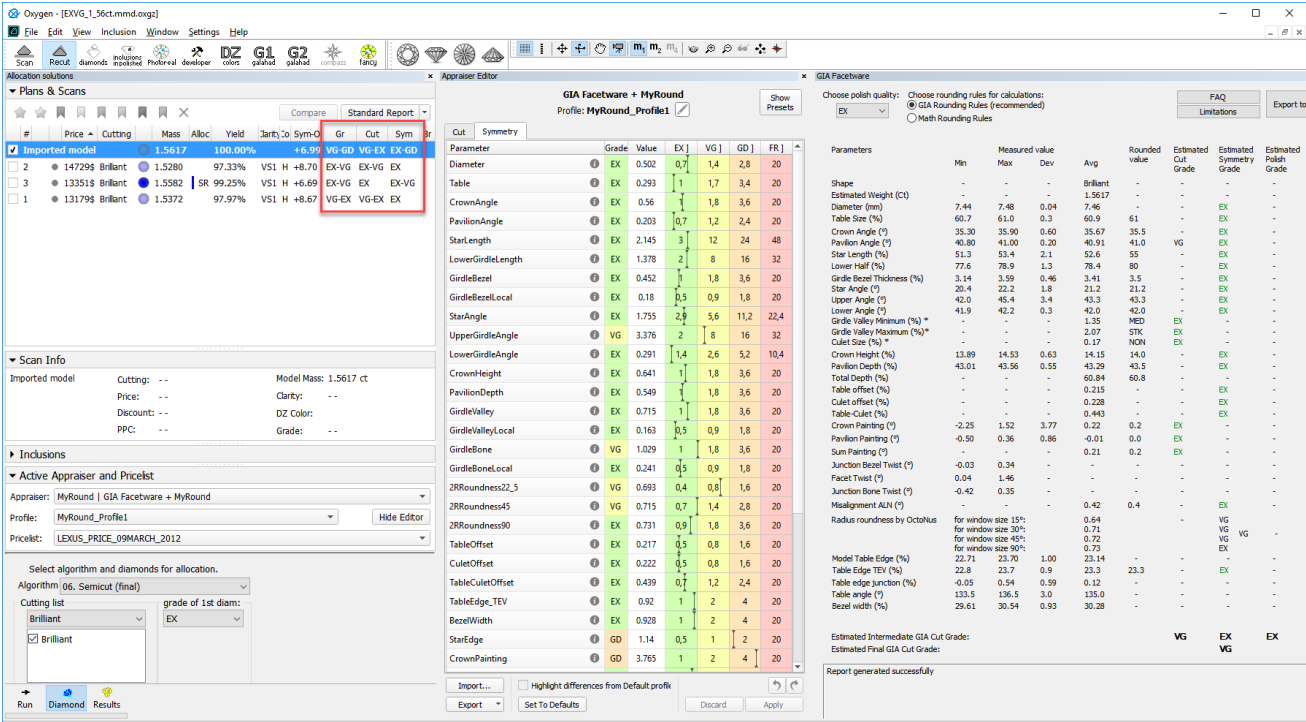 Oxygen - [EXVG_1_56ct.mmd.oxgz]
File Edit View Inclusion Window Settings Help
Scan Recut diamonds inclusions inpolished Photoreal developer DZ colors G1 galahad G2 galahad compass fancy m1 m2 m4
Allocation solutions
Plans & Scans
Compare Standard Report
# Price Cutting Mass Alloc Yield Sym-O Gr Cut Sym Br
Imported model 1.5617 100.00% +6.99 VG-GD VG-EX EX-GD
2 14729$ Brilliant 1.5280 97.33% VS1 H +8.70 EX-VG EX-VG EX
3 13351$ Brilliant 1.5582 SR 99.25% VS1 H +6.69 EX-VG EX EX-VG
1 13179$ Brilliant 1.5372 97.97% VS1 H +8.67 VG-EX VG-EX EX
Scan Info
Imported model Cutting: -- Model Mass: 1.5617 ct
Price: -- Clarity: --
Discount: -- DZ Color:
PPC: -- Grade: --
Inclusions
Active Appraiser and Pricelist
Appraiser: MyRound | GIA Facetware + MyRound
Profile: MyRound_Profile1 Hide Editor
Pricelist: LEXUS_PRICE_09MARCH_2012
Select algorithm and diamonds for allocation.
Algorithm 06. Semicut (final)
Cutting list grade of 1st diam:
Brilliant EX
Brilliant
Run Diamond Results
Appraiser Editor
GIA Facetware + MyRound
Profile: MyRound_Profile1
Show Presets
Cut Symmetry
Parameter Grade Value EX ] VG ] GD ] FR ]
Diameter EX 0.502 0,7 1,4 2,8 20
Table EX 0.293 1 1,7 3,4 20
CrownAngle EX 0.56 1 1,8 3,6 20
PavilionAngle EX 0.203 0,7 1,2 2,4 20
StarLength EX 2.145 3 12 24 48
LowerGirdleLength EX 1.378 2 8 16 32
GirdleBezel EX 0.452 1 1,8 3,6 20
GirdleBezelLocal EX 0.18 0,5 0,9 1,8 20
StarAngle EX 1.755 2,9 5,6 11,2 22,4
UpperGirdleAngle VG 3.376 2 8 16 32
LowerGirdleAngle EX 0.291 1,4 2,6 5,2 10,4
CrownHeight EX 0.641 1 1,8 3,6 20
PavilionDepth EX 0.549 1 1,8 3,6 20
GirdleValley EX 0.715 1 1,8 3,6 20
GirdleValleyLocal EX 0.163 0,5 0,9 1,8 20
GirdleBone VG 1.029 1 1,8 3,6 20
GirdleBoneLocal EX 0.241 0,5 0,9 1,8 20
2RRoundness22_5 VG 0.693 0,4 0,8 1,6 20
2RRoundness45 VG 0.715 0,7 1,4 2,8 20
2RRoundness90 EX 0.731 0,9 1,8 3,6 20
TableOffset EX 0.217 0,5 0,8 1,6 20
CuletOffset EX 0.222 0,5 0,8 1,6 20
TableCuletOffset EX 0.439 0,7 1,2 2,4 20
TableEdge_TEV EX 0.92 1 2 4 20
BezelWidth EX 0.928 1 2 4 20
StarEdge GD 1.14 0,5 1 2 20
CrownPainting GD 3.765 1 2 4 20
Import... Highlight differences from Default profile
Export Set To Defaults Discard Apply
GIA Facetware
Choose polish quality: Choose rounding rules for calculations:
EX GIA Rounding Rules (recommended)
Math Rounding Rules
FAQ
Limitations
Export to
Parameters Measured value Rounded value Estimated Cut Grade Estimated Symmetry Grade Estimated Polish Grade
Min Max Dev Avg
Shape - - - Brilliant - - - -
Estimated Weight (Ct) - - - 1.5617 - - - -
Diameter (mm) 7.44 7.48 0.04 7.46 - - EX -
Table Size (%) 60.7 61.0 0.3 60.9 61 - EX -
Crown Angle (º) 35.30 35.90 0.60 35.67 35.5 - EX -
Pavilion Angle (º) 40.80 41.00 0.20 40.91 41.0 VG EX -
Star Length (%) 51.3 53.4 2.1 52.6 55 - EX -
Lower Half (%) 77.6 78.9 1.3 78.4 80 - EX -
Girdle Bezel Thickness (%) 3.14 3.59 0.46 3.41 3.5 - EX -
Star Angle (º) 20.4 22.2 1.8 21.2 21.2 - EX -
Upper Angle (º) 42.0 45.4 3.4 43.3 43.3 - EX -
Lower Angle (º) 41.9 42.2 0.3 42.0 42.0 - EX -
Girdle Valley Minimum (%) * - - - 1.35 MED EX - -
Girdle Valley Maximum (%)* - - - 2.07 STK EX - -
Culet Size (%) * - - - 0.17 NON EX - -
Crown Height (%) 13.89 14.53 0.63 14.15 14.0 - EX -
Pavilion Depth (%) 43.01 43.56 0.55 43.29 43.5 - EX -
Total Depth (%) - - - 60.84 60.8 - - -
Table offset (%) - - - 0.215 - - EX -
Culet offset (%) - - - 0.228 - - EX -
Table-Culet (%) - - - 0.443 - - EX -
Crown Painting (º) -2.25 1.52 3.77 0.22 0.2 EX - -
Pavilion Painting (º) -0.50 0.36 0.86 -0.01 0.0 EX - -
Sum Painting (º) - - - 0.21 0.2 EX - -
Junction Bezel Twist (º) -0.03 0.34 - - - - - -
Facet Twist (º) 0.04 1.46 - - - - - -
Junction Bone Twist (º) -0.42 0.35 - - - - - -
Misalignment ALN (º) - - - 0.42 0.4 - EX -
Radius roundness by OctoNus for window size 15º: 0.64 - VG
for window size 30º: 0.71 VG VG -
for window size 45º: 0.72 VG
for window size 90º: 0.73 EX
Model Table Edge (%) 22.71 23.70 1.00 23.14 - - - -
Table Edge TEV (%) 22.8 23.7 0.9 23.3 23.3 - EX -
Table edge junction (%) -0.05 0.54 0.59 0.12 - - - -
Table angle (º) 133.5 136.5 3.0 135.0 - - - -
Bezel width (%) 29.61 30.54 0.93 30.28 - - - -
Estimated Intermediate GIA Cut Grade: VG EX EX
Estimated Final GIA Cut Grade: VG
Report generated successfully